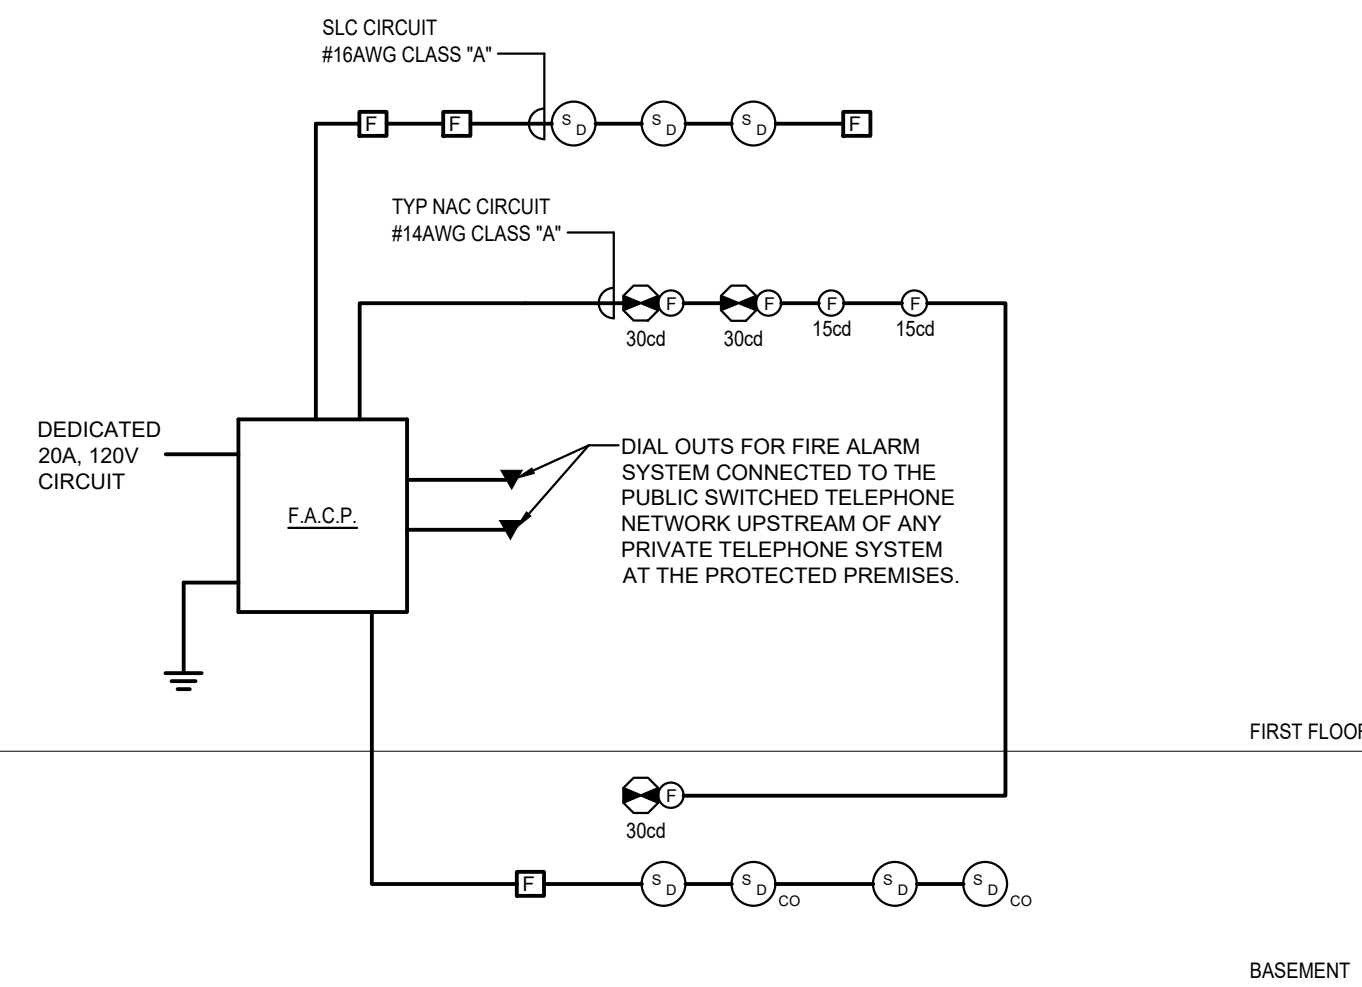 SLC CIRCUIT
#16AWG CLASS "A"
F F S D S D S D F
TYP NAC CIRCUIT
#14AWG CLASS "A"
F F F F
30cd 30cd 15cd 15cd
DEDICATED
20A, 120V
CIRCUIT
F.A.C.P.
DIAL OUTS FOR FIRE ALARM
SYSTEM CONNECTED TO THE
PUBLIC SWITCHED TELEPHONE
NETWORK UPSTREAM OF ANY
PRIVATE TELEPHONE SYSTEM
AT THE PROTECTED PREMISES.
FIRST FLOOR
F
30cd
F S D S D CO S D S D CO
BASEMENT